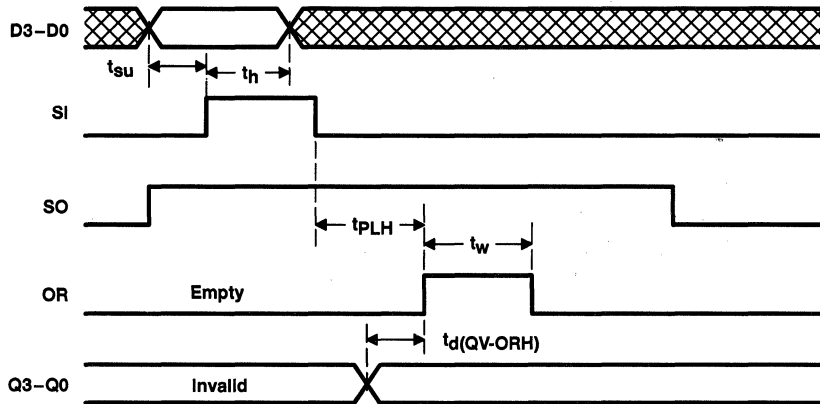 D3–D0
tsu
th
SI
SO
tPLH
tw
OR
Empty
td(QV-ORH)
Q3–Q0
Invalid